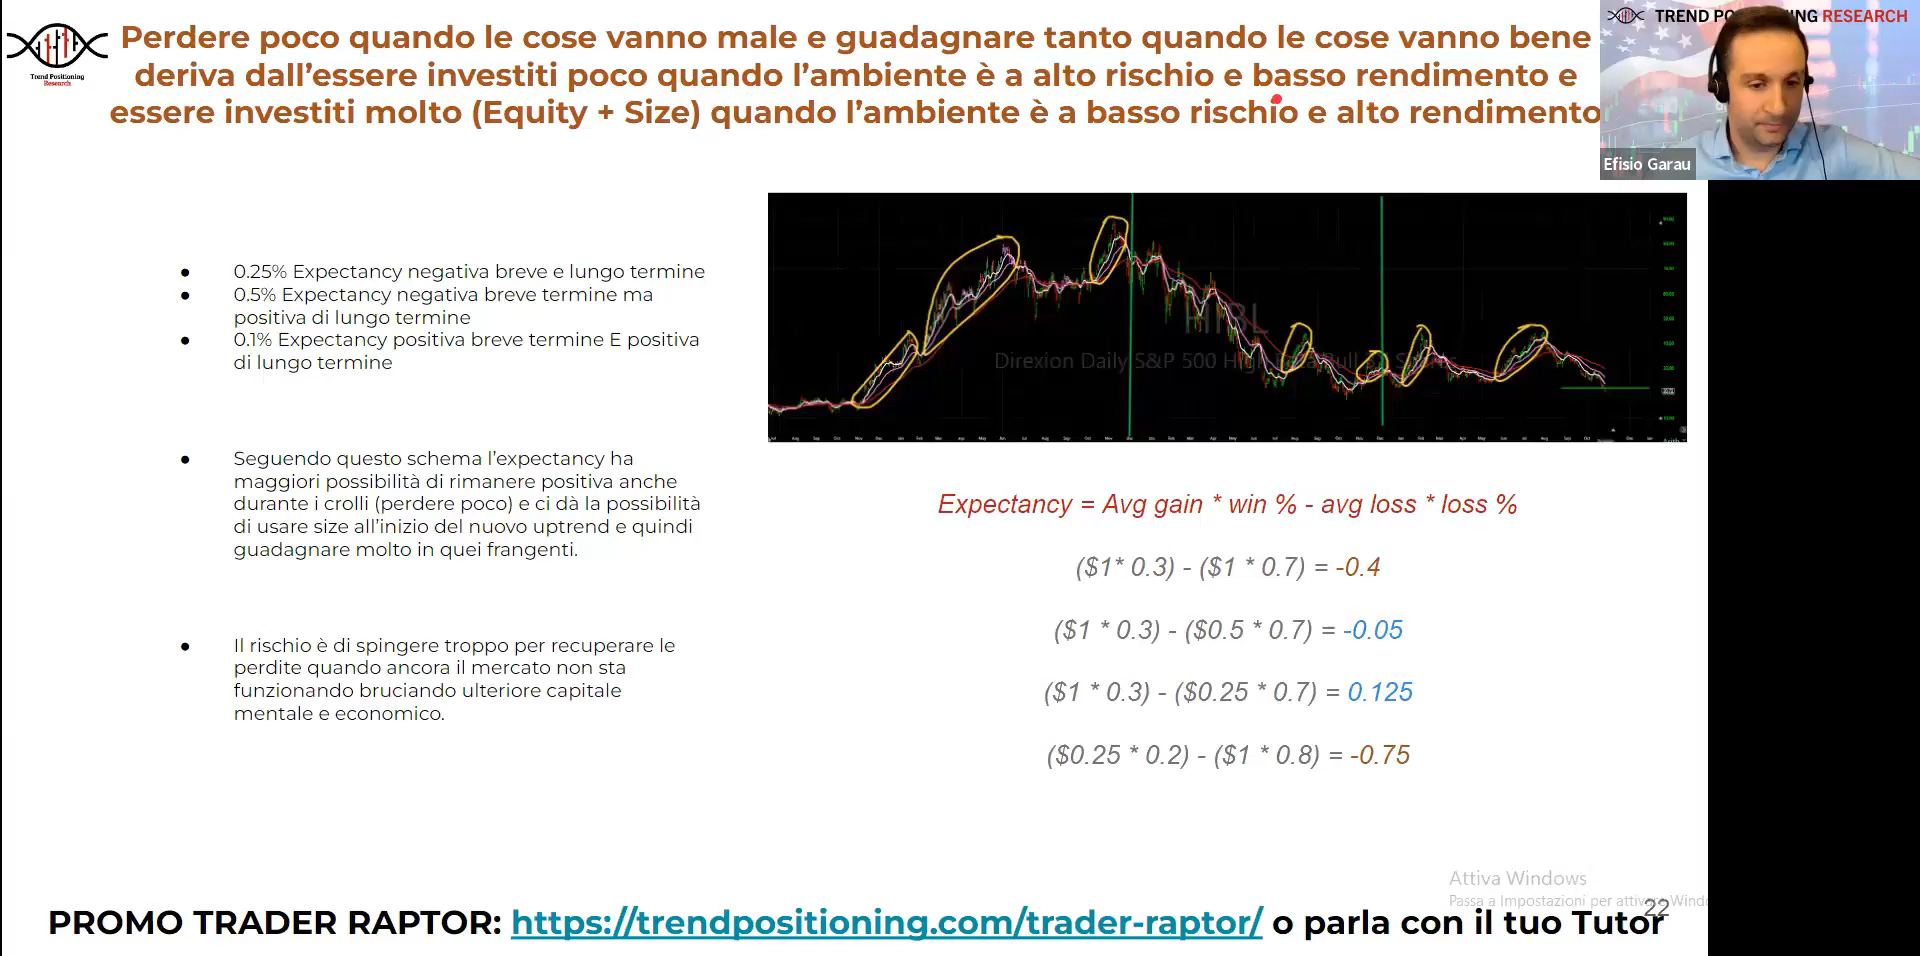 Perdere poco quando le cose vanno male e guadagnare tanto quando le cose vanno bene
deriva dall'essere investiti poco quando l'ambiente è a alto rischio e basso rendimento e
essere investiti molto (Equity + Size) quando l'ambiente è a basso rischio e alto rendimento
Trend Positioning
Research
TREND PO NG RESEARCH
Efisio Garau
● 0.25% Expectancy negativa breve e lungo termine
● 0.5% Expectancy negativa breve termine ma
positiva di lungo termine
● 0.1% Expectancy positiva breve termine E positiva
di lungo termine
● Seguendo questo schema l'expectancy ha
maggiori possibilità di rimanere positiva anche
durante i crolli (perdere poco) e ci dà la possibilità
di usare size all'inizio del nuovo uptrend e quindi
guadagnare molto in quei frangenti.
● Il rischio è di spingere troppo per recuperare le
perdite quando ancora il mercato non sta
funzionando bruciando ulteriore capitale
mentale e economico.
Direxion Daily S&P 500 High
Expectancy = Avg gain * win % - avg loss * loss %
($1* 0.3) - ($1 * 0.7) = -0.4
($1 * 0.3) - ($0.5 * 0.7) = -0.05
($1 * 0.3) - ($0.25 * 0.7) = 0.125
($0.25 * 0.2) - ($1 * 0.8) = -0.75
Attiva Windows
Passa a Impostazioni per attivare Wind
22
PROMO TRADER RAPTOR: https://trendpositioning.com/trader-raptor/ o parla con il tuo Tutor